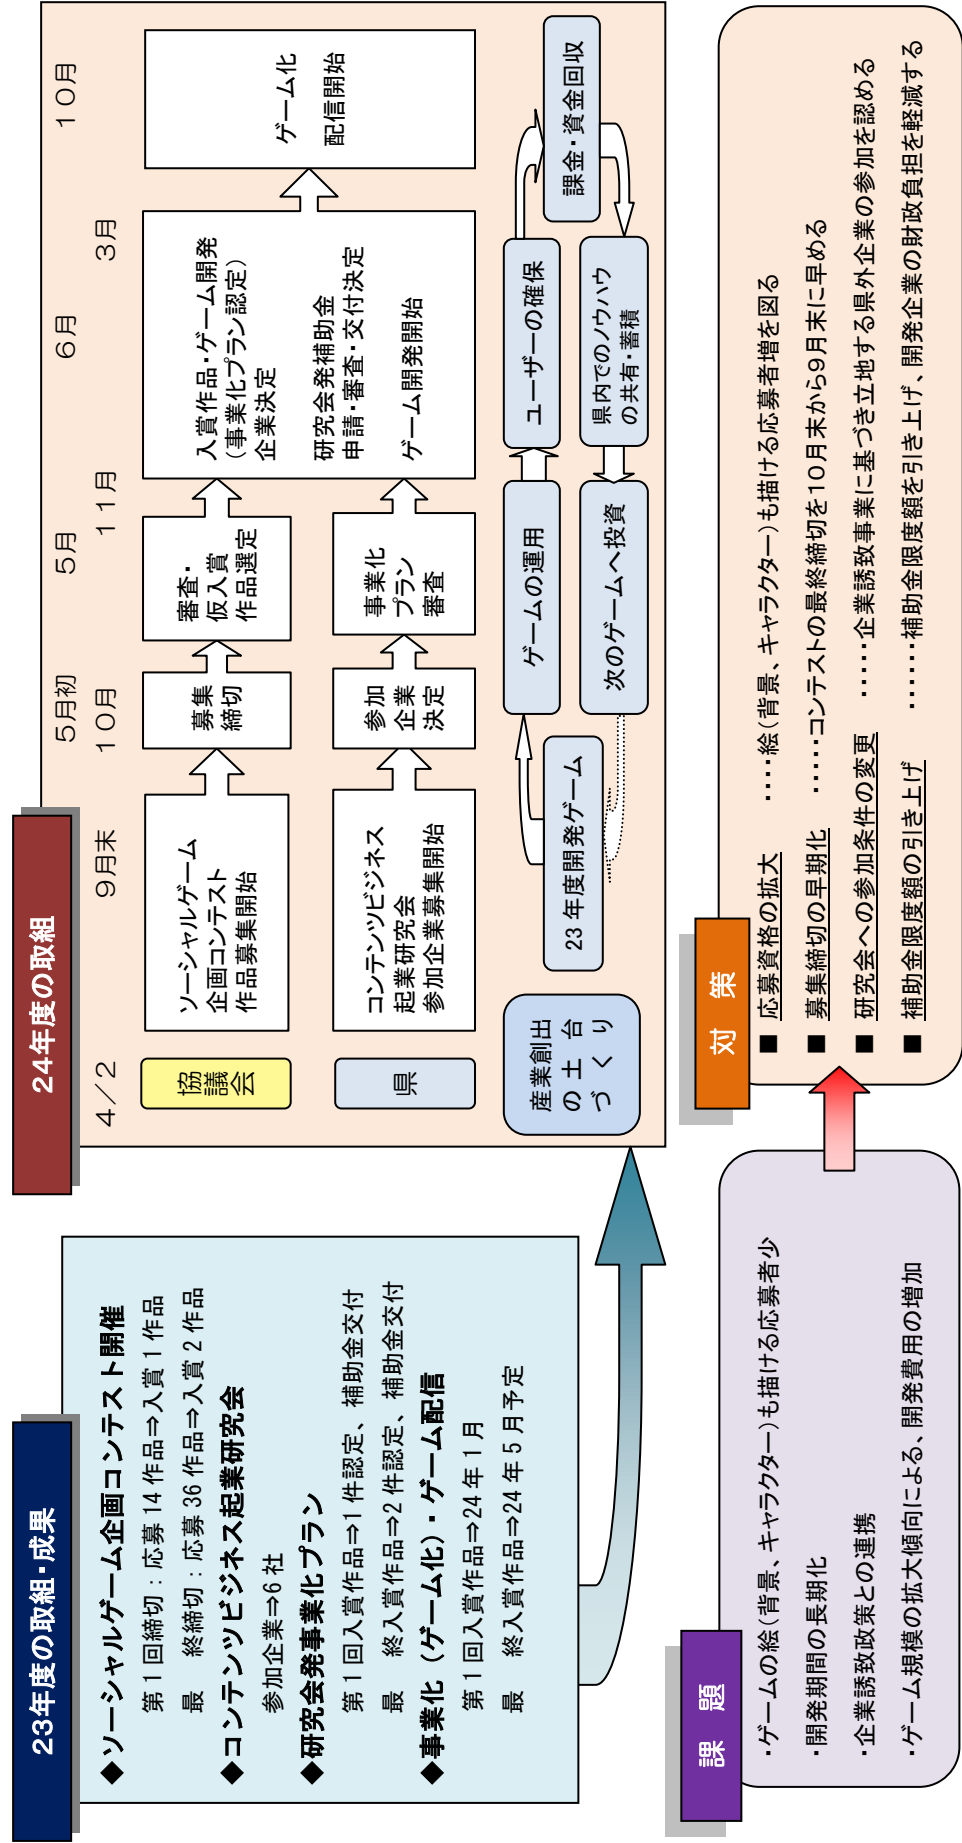 23年度の取組・成果
◆ソーシャルゲーム企画コンテスト開催
第1回締切：応募14作品⇒入賞1作品
最　終締切：応募36作品⇒入賞2作品
◆コンテンツビジネス起業研究会
参加企業⇒6社
◆研究会発事業化プラン
第1回入賞作品⇒1件認定、補助金交付
最　終入賞作品⇒2件認定、補助金交付
◆事業化（ゲーム化）・ゲーム配信
第1回入賞作品⇒24年1月
最　終入賞作品⇒24年5月予定
24年度の取組
5月初　5月　6月　10月
4／2　9月末　10月　11月　3月
協議会
ソーシャルゲーム
企画コンテスト
作品募集開始
募集
締切
審査・
仮入賞
作品選定
県
コンテンツビジネス
起業研究会
参加企業募集開始
参加
企業
決定
事業化
プラン
審査
入賞作品・ゲーム開発
（事業化プラン認定）
企業決定
研究会発補助金
申請・審査・交付決定
ゲーム開発開始
ゲーム化
配信開始
産業創出
の土台
づくり
23年度開発ゲーム
ゲームの運用
ユーザーの確保
課金・資金回収
県内でのノウハウ
の共有・蓄積
次のゲームへ投資
課　題
・ゲームの絵（背景、キャラクター）も描ける応募者少
・開発期間の長期化
・企業誘致政策との連携
・ゲーム規模の拡大傾向による、開発費用の増加
対　策
■　応募資格の拡大　・・・・絵（背景、キャラクター）も描ける応募者増を図る
■　募集締切の早期化　・・・・・コンテストの最終締切を10月末から9月末に早める
■　研究会への参加条件の変更　・・・・・企業誘致事業に基づき立地する県外企業の参加を認める
■　補助金限度額の引き上げ　・・・・・・補助金限度額を引き上げ、開発企業の財政負担を軽減する